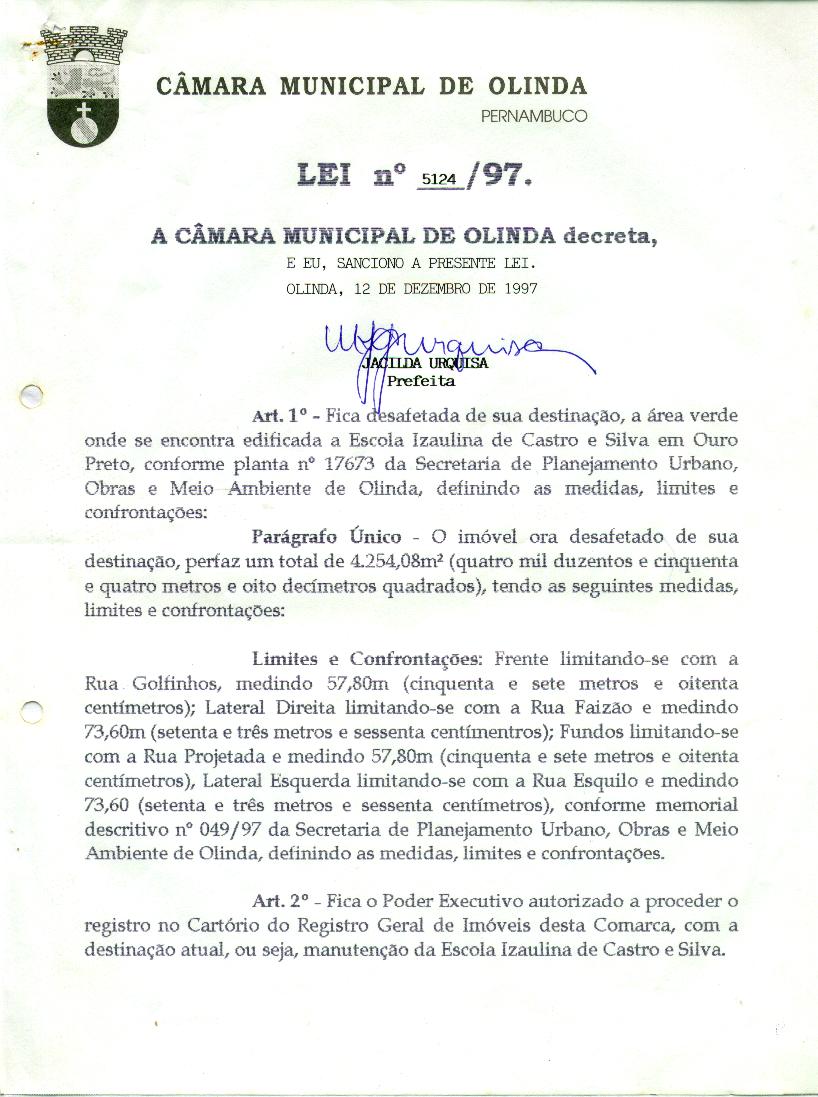 CÂMARA MUNICIPAL DE OLINDA
PERNAMBUCO
LEI nº 5124/97.
A CÂMARA MUNICIPAL DE OLINDA decreta,
E EU, SANCIONO A PRESENTE LEI.
OLINDA, 12 DE DEZEMBRO DE 1997
JACILDA URQUISA
Prefeita
Art. 1º - Fica desafetada de sua destinação, a área verde
onde se encontra edificada a Escola Izaulina de Castro e Silva em Ouro
Preto, conforme planta nº 17673 da Secretaria de Planejamento Urbano,
Obras e Meio Ambiente de Olinda, definindo as medidas, limites e
confrontações:
Parágrafo Único - O imóvel ora desafetado de sua
destinação, perfaz um total de 4.254,08m² (quatro mil duzentos e cinquenta
e quatro metros e oito decímetros quadrados), tendo as seguintes medidas,
limites e confrontações:
Limites e Confrontações: Frente limitando-se com a
Rua Golfinhos, medindo 57,80m (cinquenta e sete metros e oitenta
centímetros); Lateral Direita limitando-se com a Rua Faizão e medindo
73,60m (setenta e três metros e sessenta centímentros); Fundos limitando-se
com a Rua Projetada e medindo 57,80m (cinquenta e sete metros e oitenta
centímetros), Lateral Esquerda limitando-se com a Rua Esquilo e medindo
73,60 (setenta e três metros e sessenta centímetros), conforme memorial
descritivo nº 049/97 da Secretaria de Planejamento Urbano, Obras e Meio
Ambiente de Olinda, definindo as medidas, limites e confrontações.
Art. 2º - Fica o Poder Executivo autorizado a proceder o
registro no Cartório do Registro Geral de Imóveis desta Comarca, com a
destinação atual, ou seja, manutenção da Escola Izaulina de Castro e Silva.